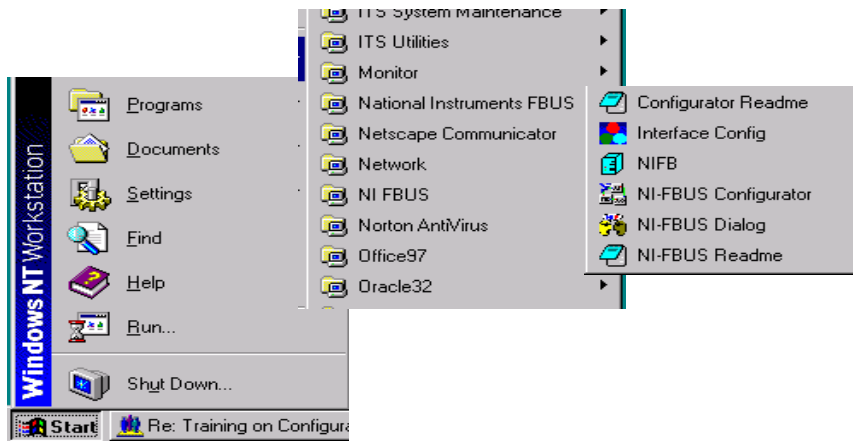 ITS System Maintenance
ITS Utilities
Monitor
National Instruments FBUS
Netscape Communicator
Network
NI FBUS
Norton AntiVirus
Office97
Oracle32
Configurator Readme
Interface Config
NIFB
NI-FBUS Configurator
NI-FBUS Dialog
NI-FBUS Readme
Windows NT Workstation
Programs
Documents
Settings
Find
Help
Run...
Shut Down...
Start
Re: Training on Configura